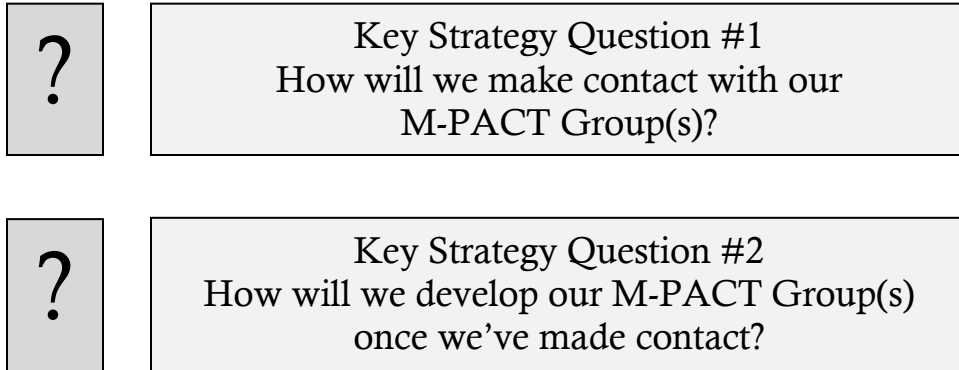 ?
Key Strategy Question #1
How will we make contact with our
M-PACT Group(s)?
?
Key Strategy Question #2
How will we develop our M-PACT Group(s)
once we’ve made contact?